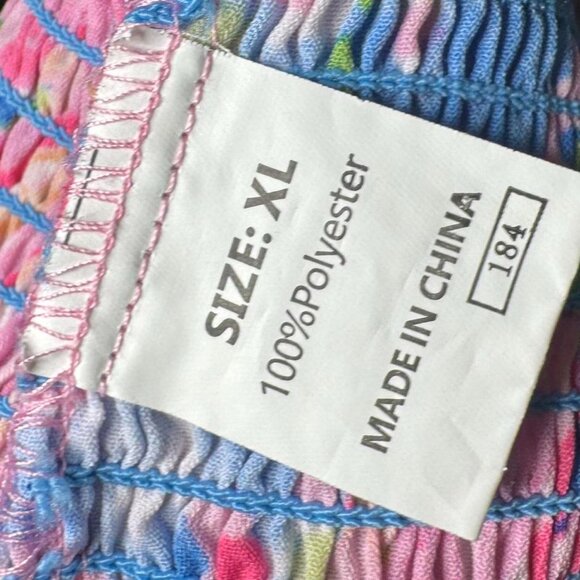 SIZE: XL
100%Polyester
MADE IN CHINA
184